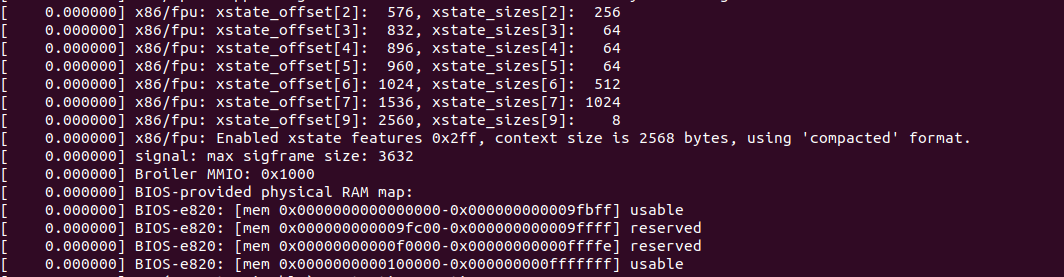 [    0.000000] x86/fpu: xstate_offset[2]:  576, xstate_sizes[2]:  256
[    0.000000] x86/fpu: xstate_offset[3]:  832, xstate_sizes[3]:   64
[    0.000000] x86/fpu: xstate_offset[4]:  896, xstate_sizes[4]:   64
[    0.000000] x86/fpu: xstate_offset[5]:  960, xstate_sizes[5]:   64
[    0.000000] x86/fpu: xstate_offset[6]: 1024, xstate_sizes[6]:  512
[    0.000000] x86/fpu: xstate_offset[7]: 1536, xstate_sizes[7]: 1024
[    0.000000] x86/fpu: xstate_offset[9]: 2560, xstate_sizes[9]:    8
[    0.000000] x86/fpu: Enabled xstate features 0x2ff, context size is 2568 bytes, using 'compacted' format.
[    0.000000] signal: max sigframe size: 3632
[    0.000000] Broiler MMIO: 0x1000
[    0.000000] BIOS-provided physical RAM map:
[    0.000000] BIOS-e820: [mem 0x0000000000000000-0x000000000009fbff] usable
[    0.000000] BIOS-e820: [mem 0x000000000009fc00-0x000000000009ffff] reserved
[    0.000000] BIOS-e820: [mem 0x00000000000f0000-0x00000000000ffffe] reserved
[    0.000000] BIOS-e820: [mem 0x0000000000100000-0x000000000fffffff] usable